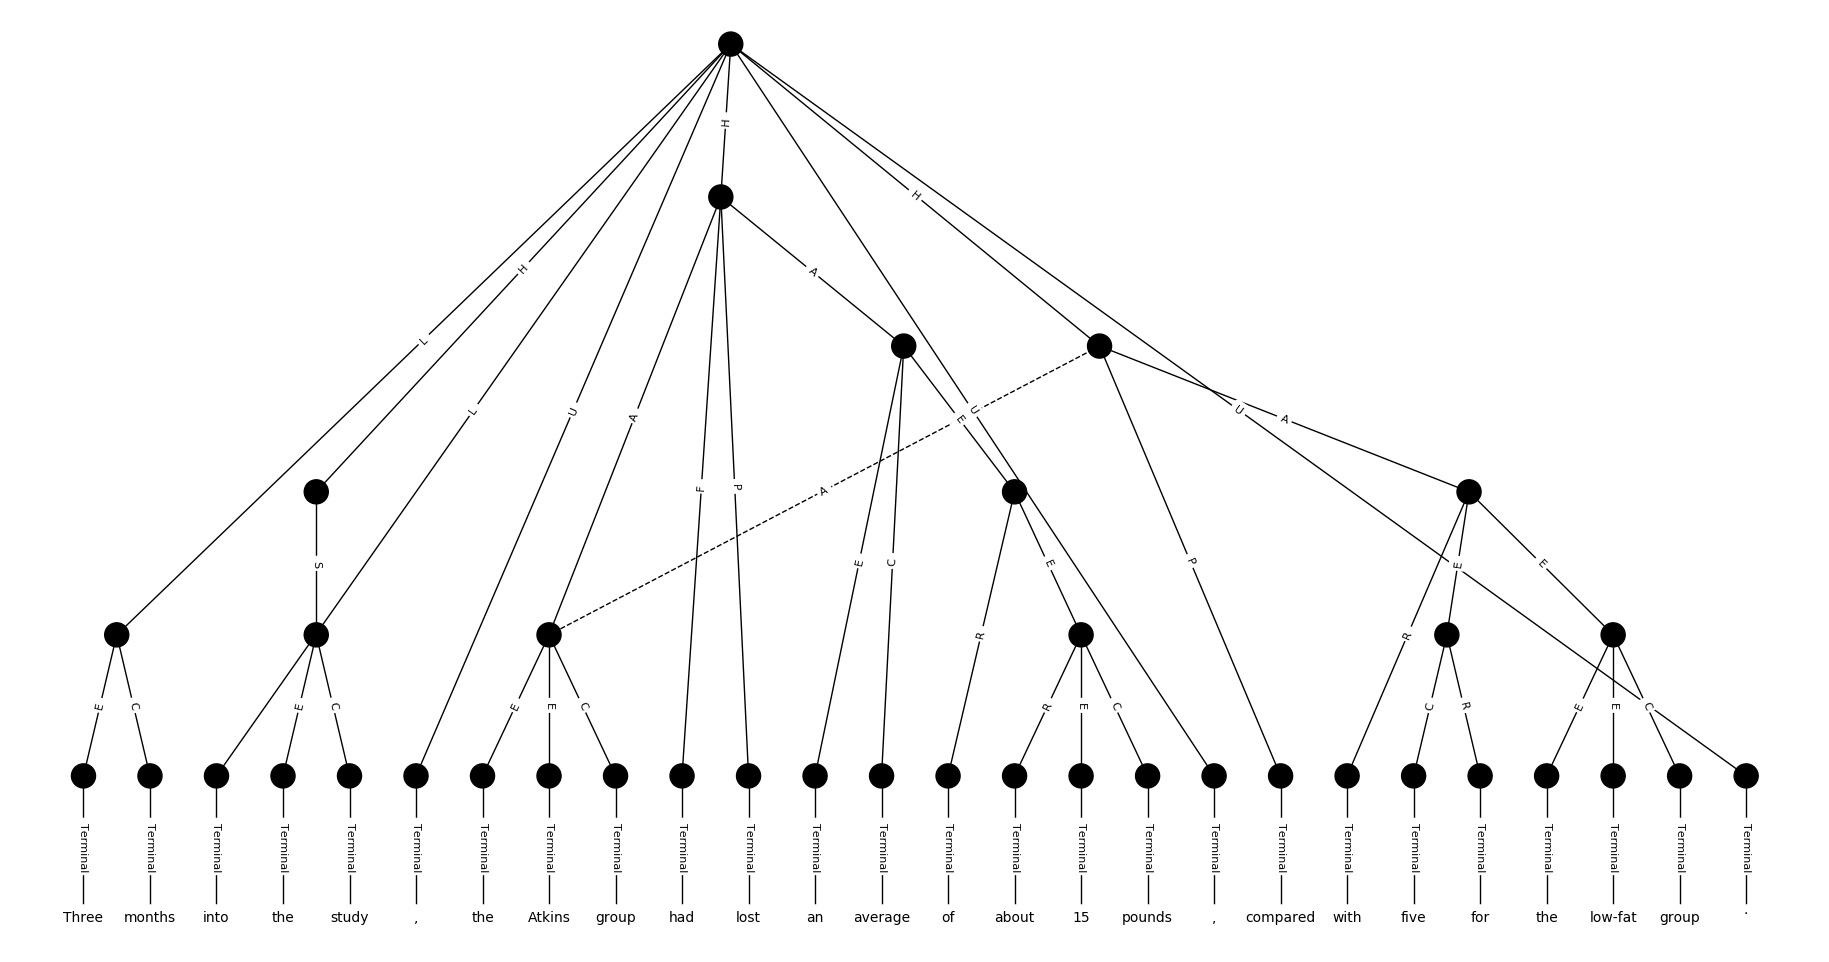 H
H
H
A
L
L
U
A
U
U
E
A
F
P
A
S
E
C
E
R
P
E
E
R
E
C
E
C
E
E
C
R
E
C
C
R
E
E
C
Terminal Terminal Terminal Terminal Terminal Terminal Terminal Terminal Terminal Terminal Terminal Terminal Terminal Terminal Terminal Terminal Terminal Terminal Terminal Terminal Terminal Terminal Terminal Terminal Terminal Terminal
Three months into the study , the Atkins group had lost an average of about 15 pounds , compared with five for the low-fat group .